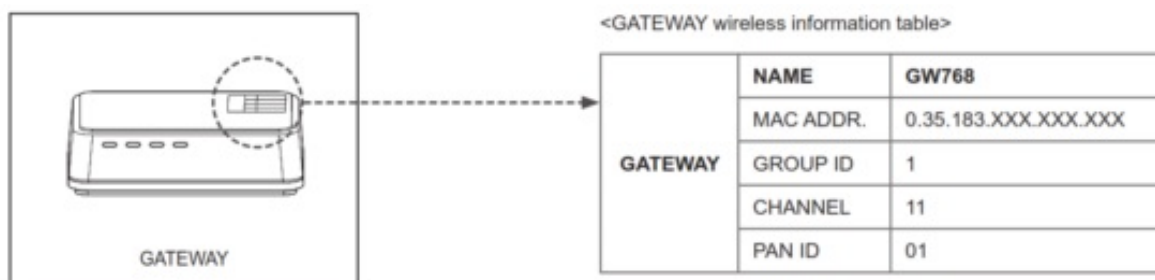 <GATEWAY wireless information table>
GATEWAY
NAME GW768
MAC ADDR. 0.35.183.XXX.XXX.XXX
GROUP ID 1
CHANNEL 11
PAN ID 01
GATEWAY